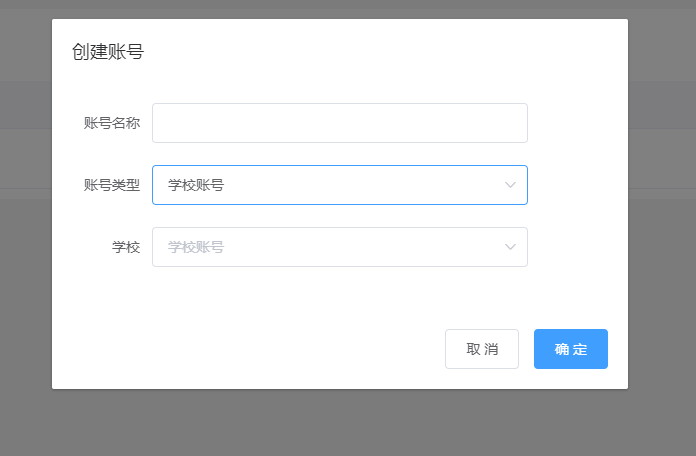 创建账号
账号名称
账号类型 学校账号
学校 学校账号
取 消 确 定